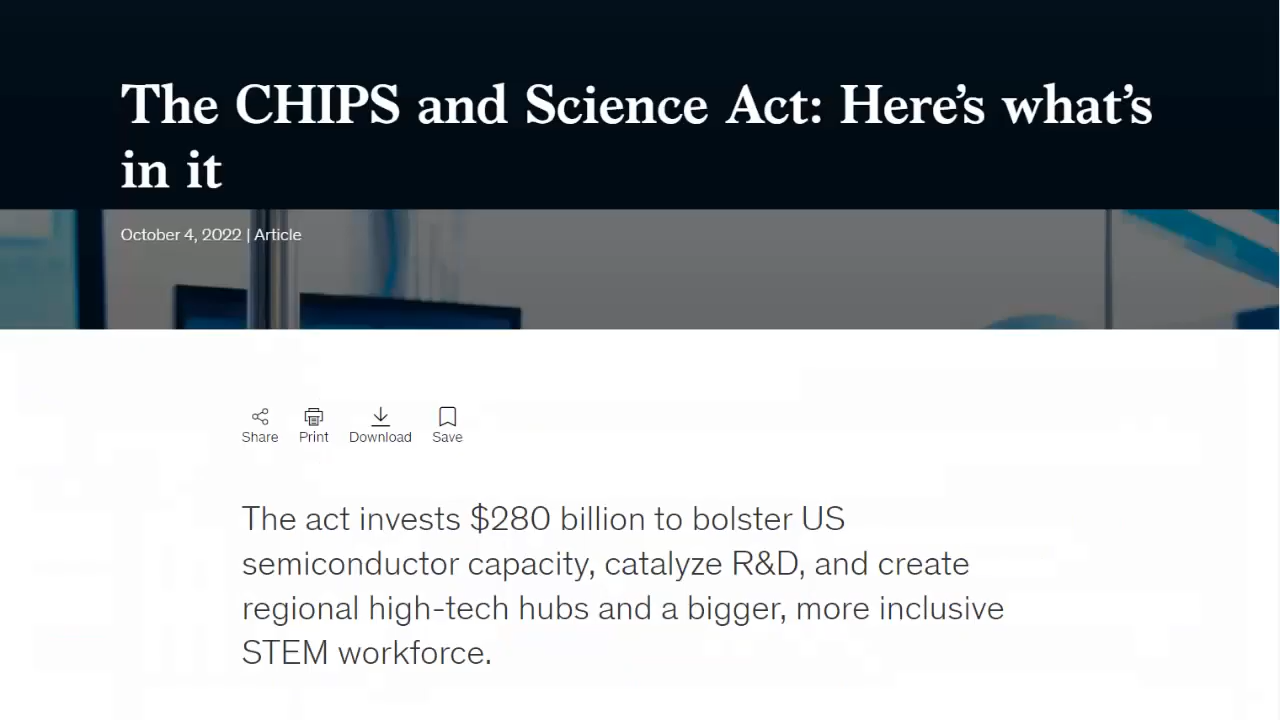 The CHIPS and Science Act: Here’s what’s
in it
October 4, 2022 | Article
Share Print Download Save
The act invests $280 billion to bolster US
semiconductor capacity, catalyze R&D, and create
regional high-tech hubs and a bigger, more inclusive
STEM workforce.